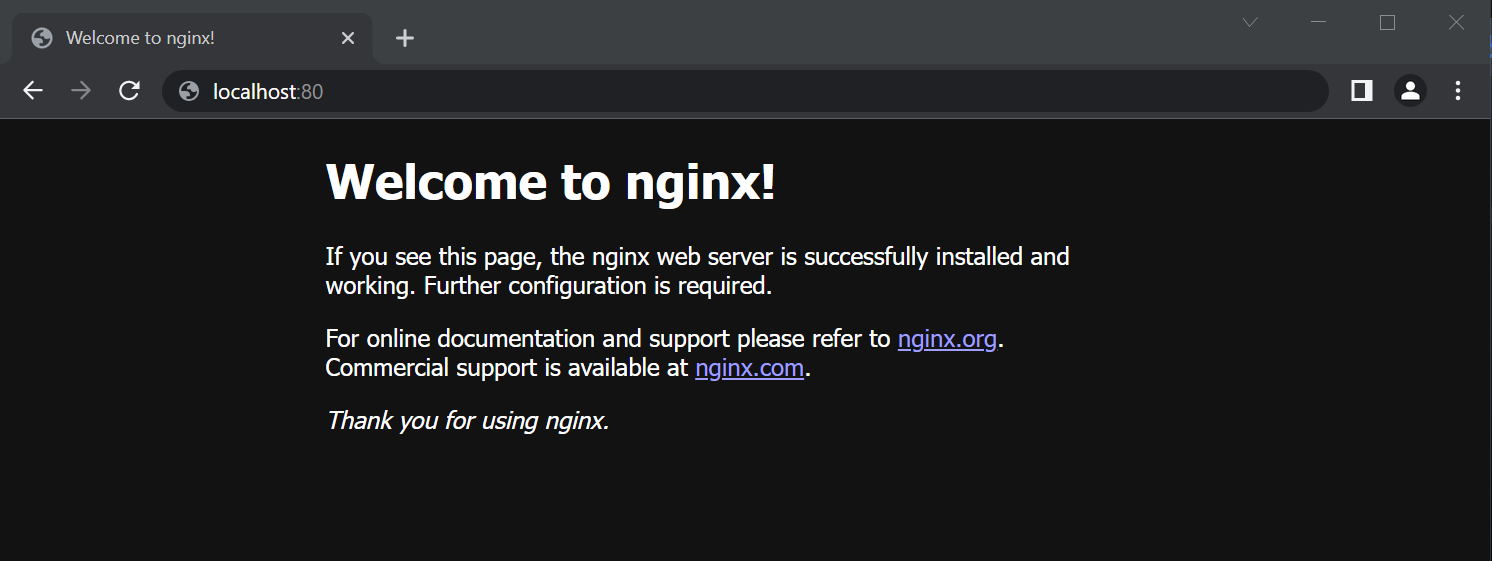 Welcome to nginx!
localhost:80
Welcome to nginx!
If you see this page, the nginx web server is successfully installed and
working. Further configuration is required.
For online documentation and support please refer to nginx.org.
Commercial support is available at nginx.com.
Thank you for using nginx.